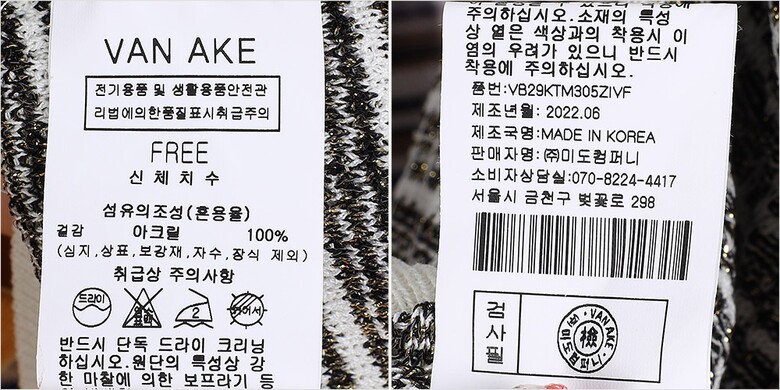 VAN AKE
전기용품 및 생활용품안전관
리법에의한품질표시취급주의
FREE
신체치수
섬유의조성(혼용율)
겉감 아크릴 100%
(심지,상표,보강재,자수,장식 제외)
취급상 주의사항
드라이
2
반드시 단독 드라이 크리닝
하십시오.원단의 특성상 강
한 마찰에 의한 보프라기 등
주의하십시오.소재의 특성
상 옅은 색상과의 착용시 이
염의 우려가 있으니 반드시
착용에 주의하십시오.
품번:VB29KTM305ZIVF
제조년월: 2022.06
제조국명:MADE IN KOREA
판매자명:㈜미도컴퍼니
소비자상담실:070-8224-4417
서울시 금천구 벚꽃로 298
검사필
VAN AKE
檢
㈜미도컴퍼니